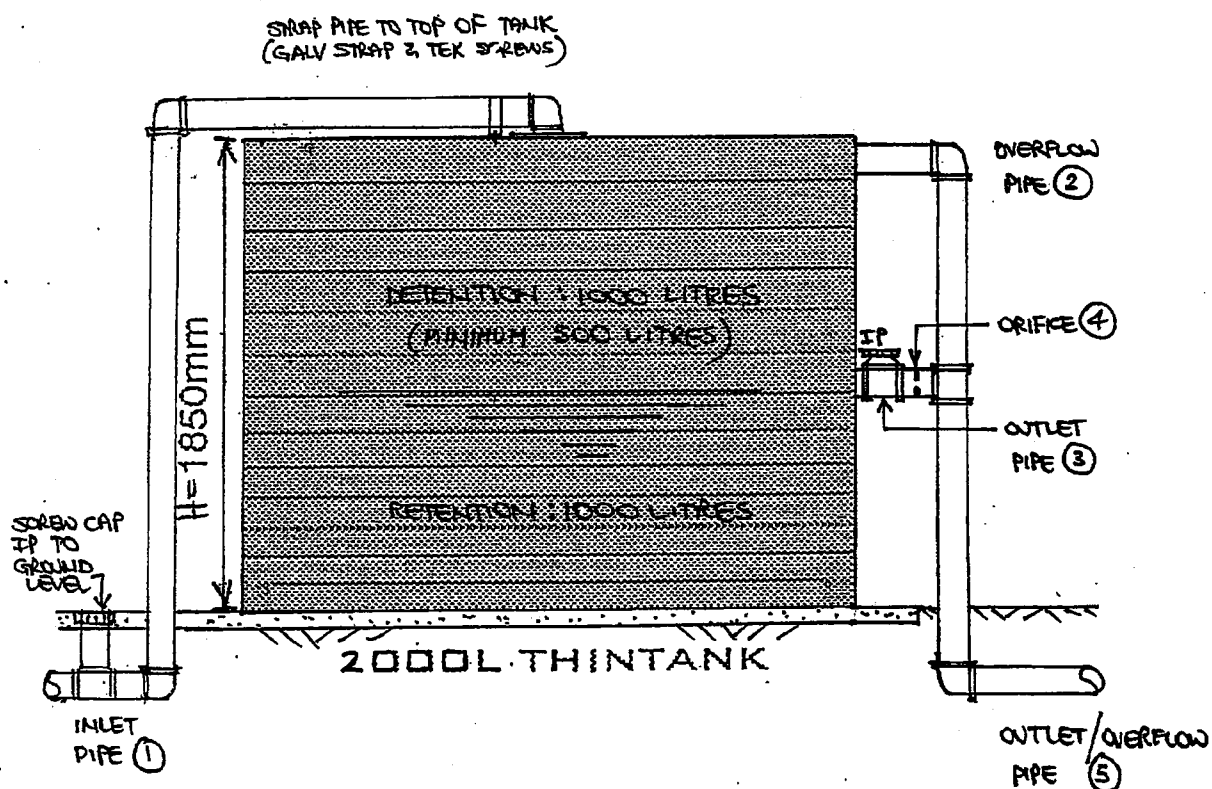 STRAP PIPE TO TOP OF TANK
(GALV STRAP & TEK SCREWS)
OVERFLOW
PIPE ②
DETENTION : 1000 LITRES
(MINIMUM 500 LITRES)
IP
ORIFICE ④
H=1850mm
OUTLET
PIPE ③
RETENTION : 1000 LITRES
SCREW CAP
IP TO
GROUND
LEVEL
2000L THINTANK
INLET
PIPE ①
OUTLET/OVERFLOW
PIPE ⑤